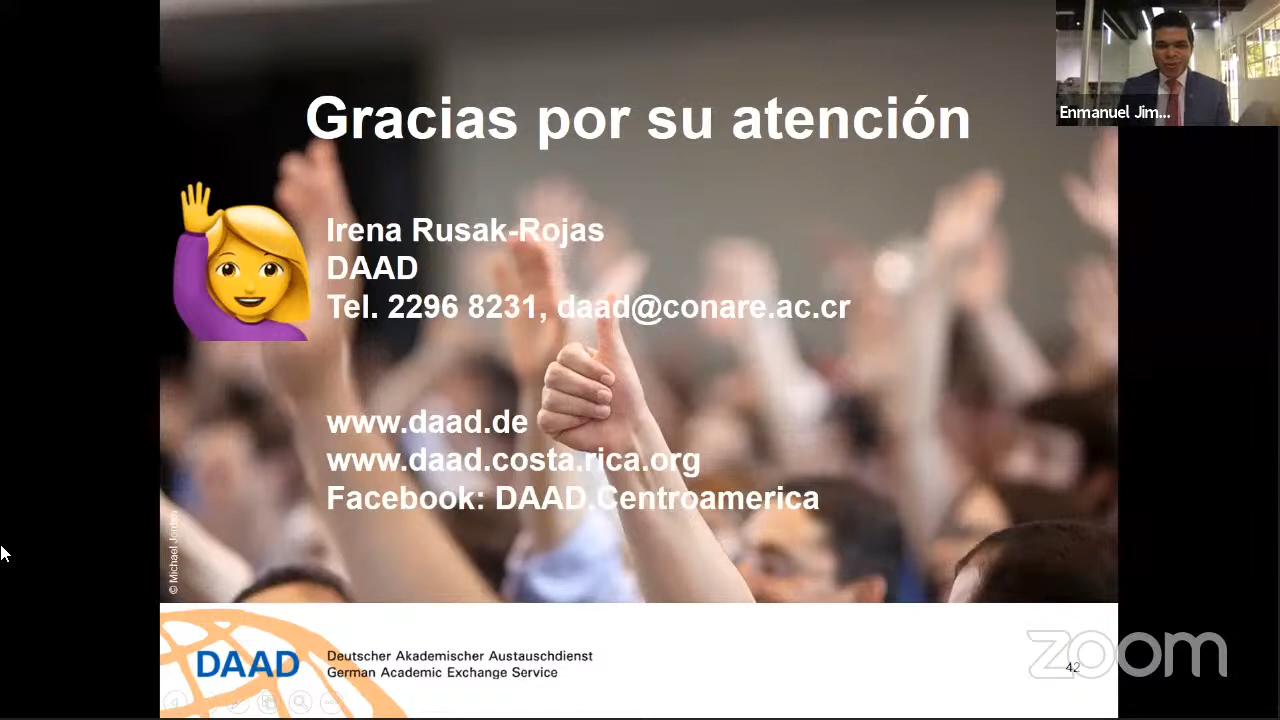 Gracias por su atención
Enmanuel Jim...
Irena Rusak-Rojas
DAAD
Tel. 2296 8231, daad@conare.ac.cr
www.daad.de
www.daad.costa.rica.org
Facebook: DAAD.Centroamerica
© Michael Jordan
DAAD
Deutscher Akademischer Austauschdienst
German Academic Exchange Service
42
zoom